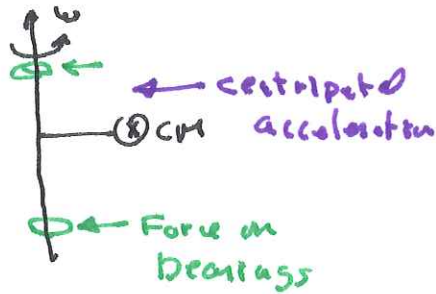 ω
centripetal
acceleration
CM
Force on
bearings